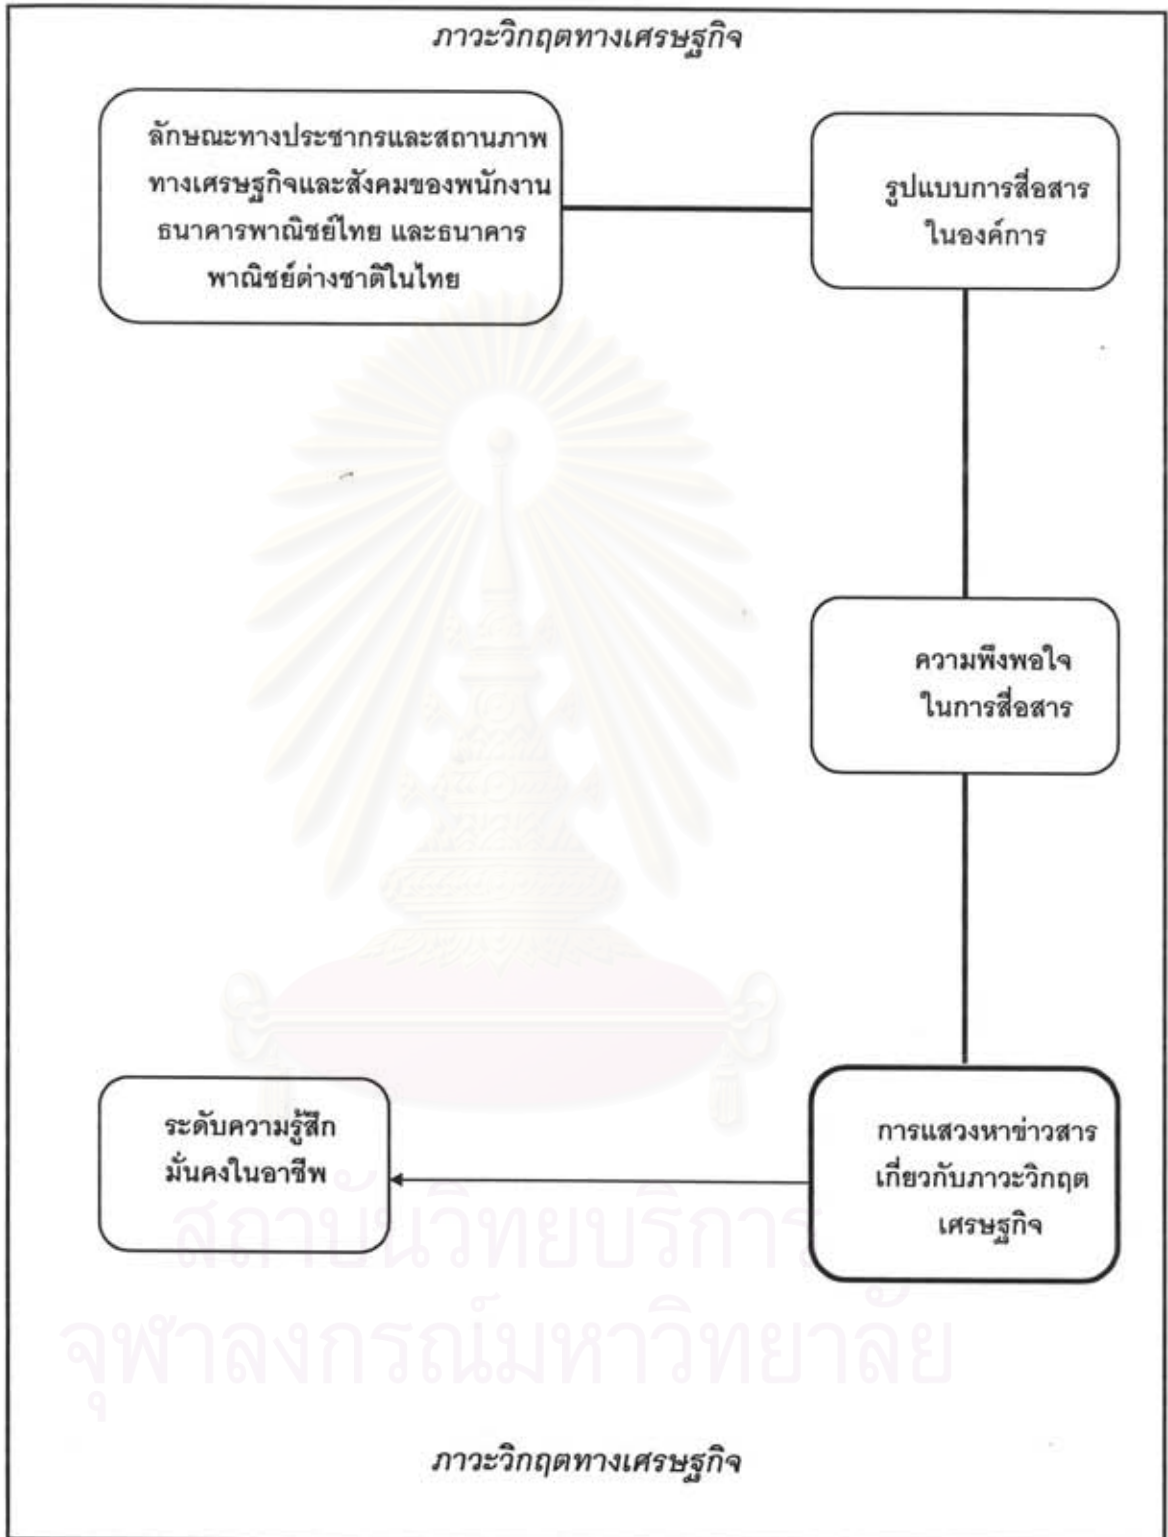 ภาวะวิกฤตทางเศรษฐกิจ
ลักษณะทางประชากรและสถานภาพ
ทางเศรษฐกิจและสังคมของพนักงาน
ธนาคารพาณิชย์ไทย และธนาคาร
พาณิชย์ต่างชาติในไทย
รูปแบบการสื่อสาร
ในองค์การ
ความพึงพอใจ
ในการสื่อสาร
การแสวงหาข่าวสาร
เกี่ยวกับภาวะวิกฤต
เศรษฐกิจ
ระดับความรู้สึก
มั่นคงในอาชีพ
สถาบันวิทยบริการ
จุฬาลงกรณ์มหาวิทยาลัย
ภาวะวิกฤตทางเศรษฐกิจ